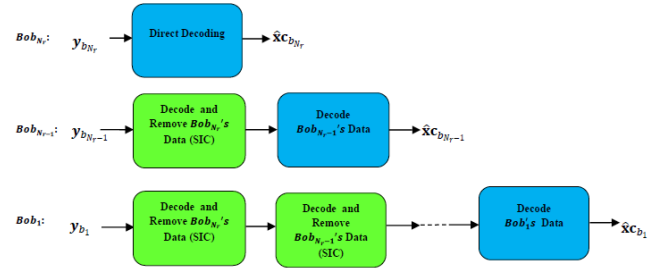 Bob_{N_r}: y_{b_{N_r}} Direct Decoding x̂c_{b_{N_r}}
Bob_{N_r-1}: y_{b_{N_r}-1} Decode and Remove Bob_{N_r}'s Data (SIC) Decode Bob_{N_r-1}'s Data x̂c_{b_{N_r}-1}
Bob_1: y_{b_1} Decode and Remove Bob_{N_r}'s Data (SIC) Decode and Remove Bob_{N_r-1}'s Data (SIC) Decode Bob'_1s Data x̂c_{b_1}